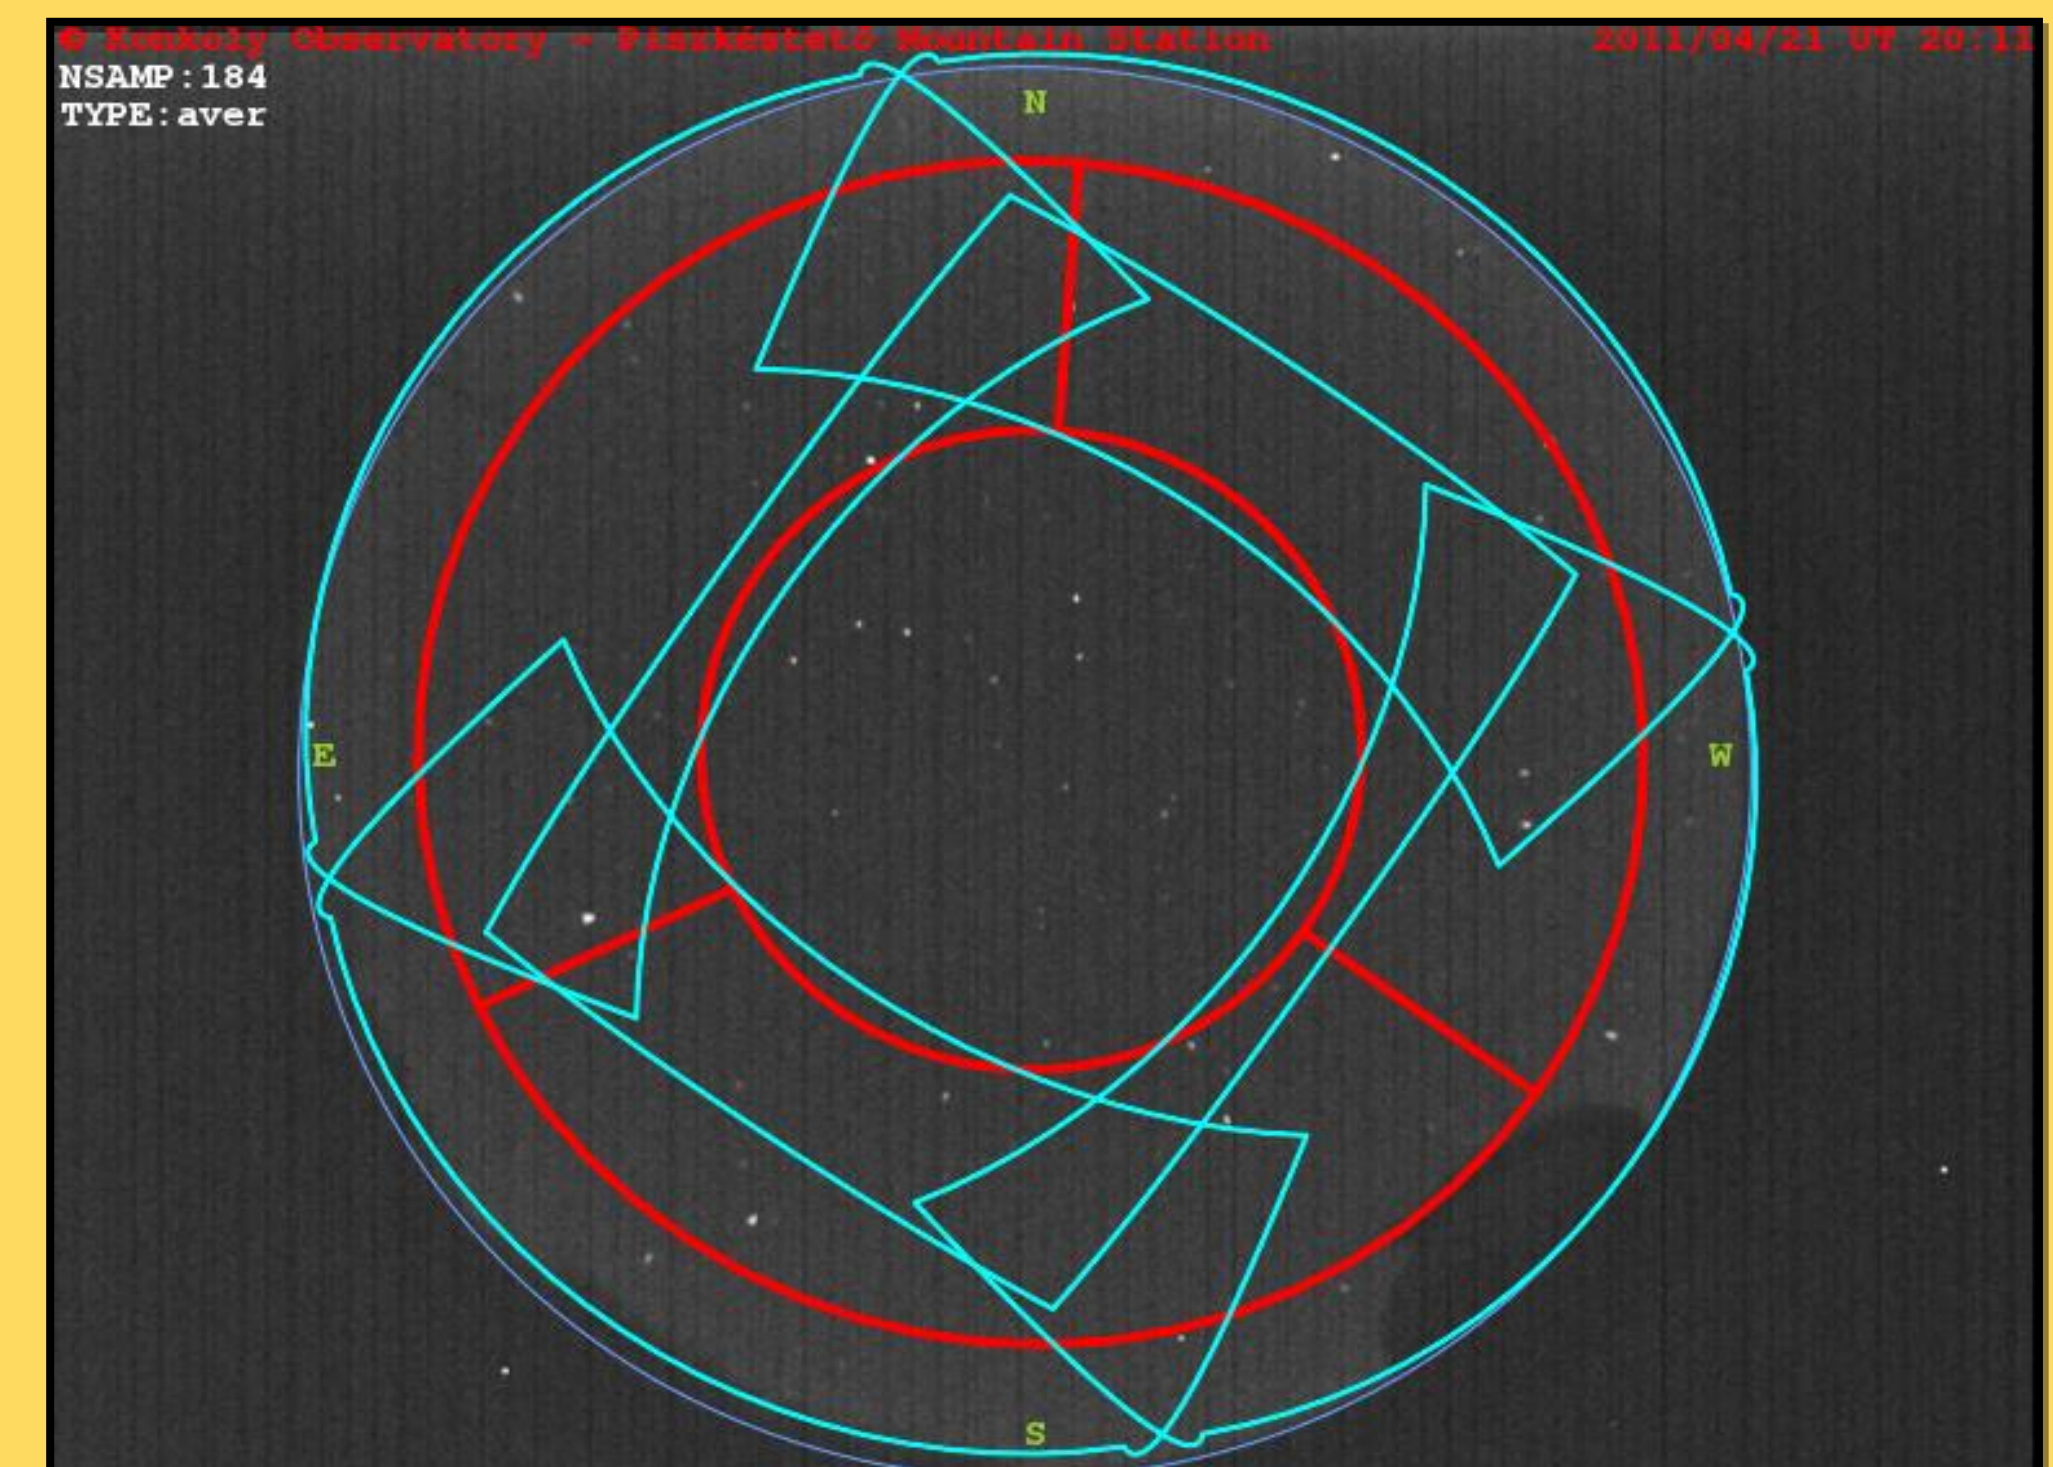 © Konkoly Observatory - Piszkéstető Mountain Station 2011/04/21 UT 20:11
NSAMP:184
TYPE:aver
N
E
W
S